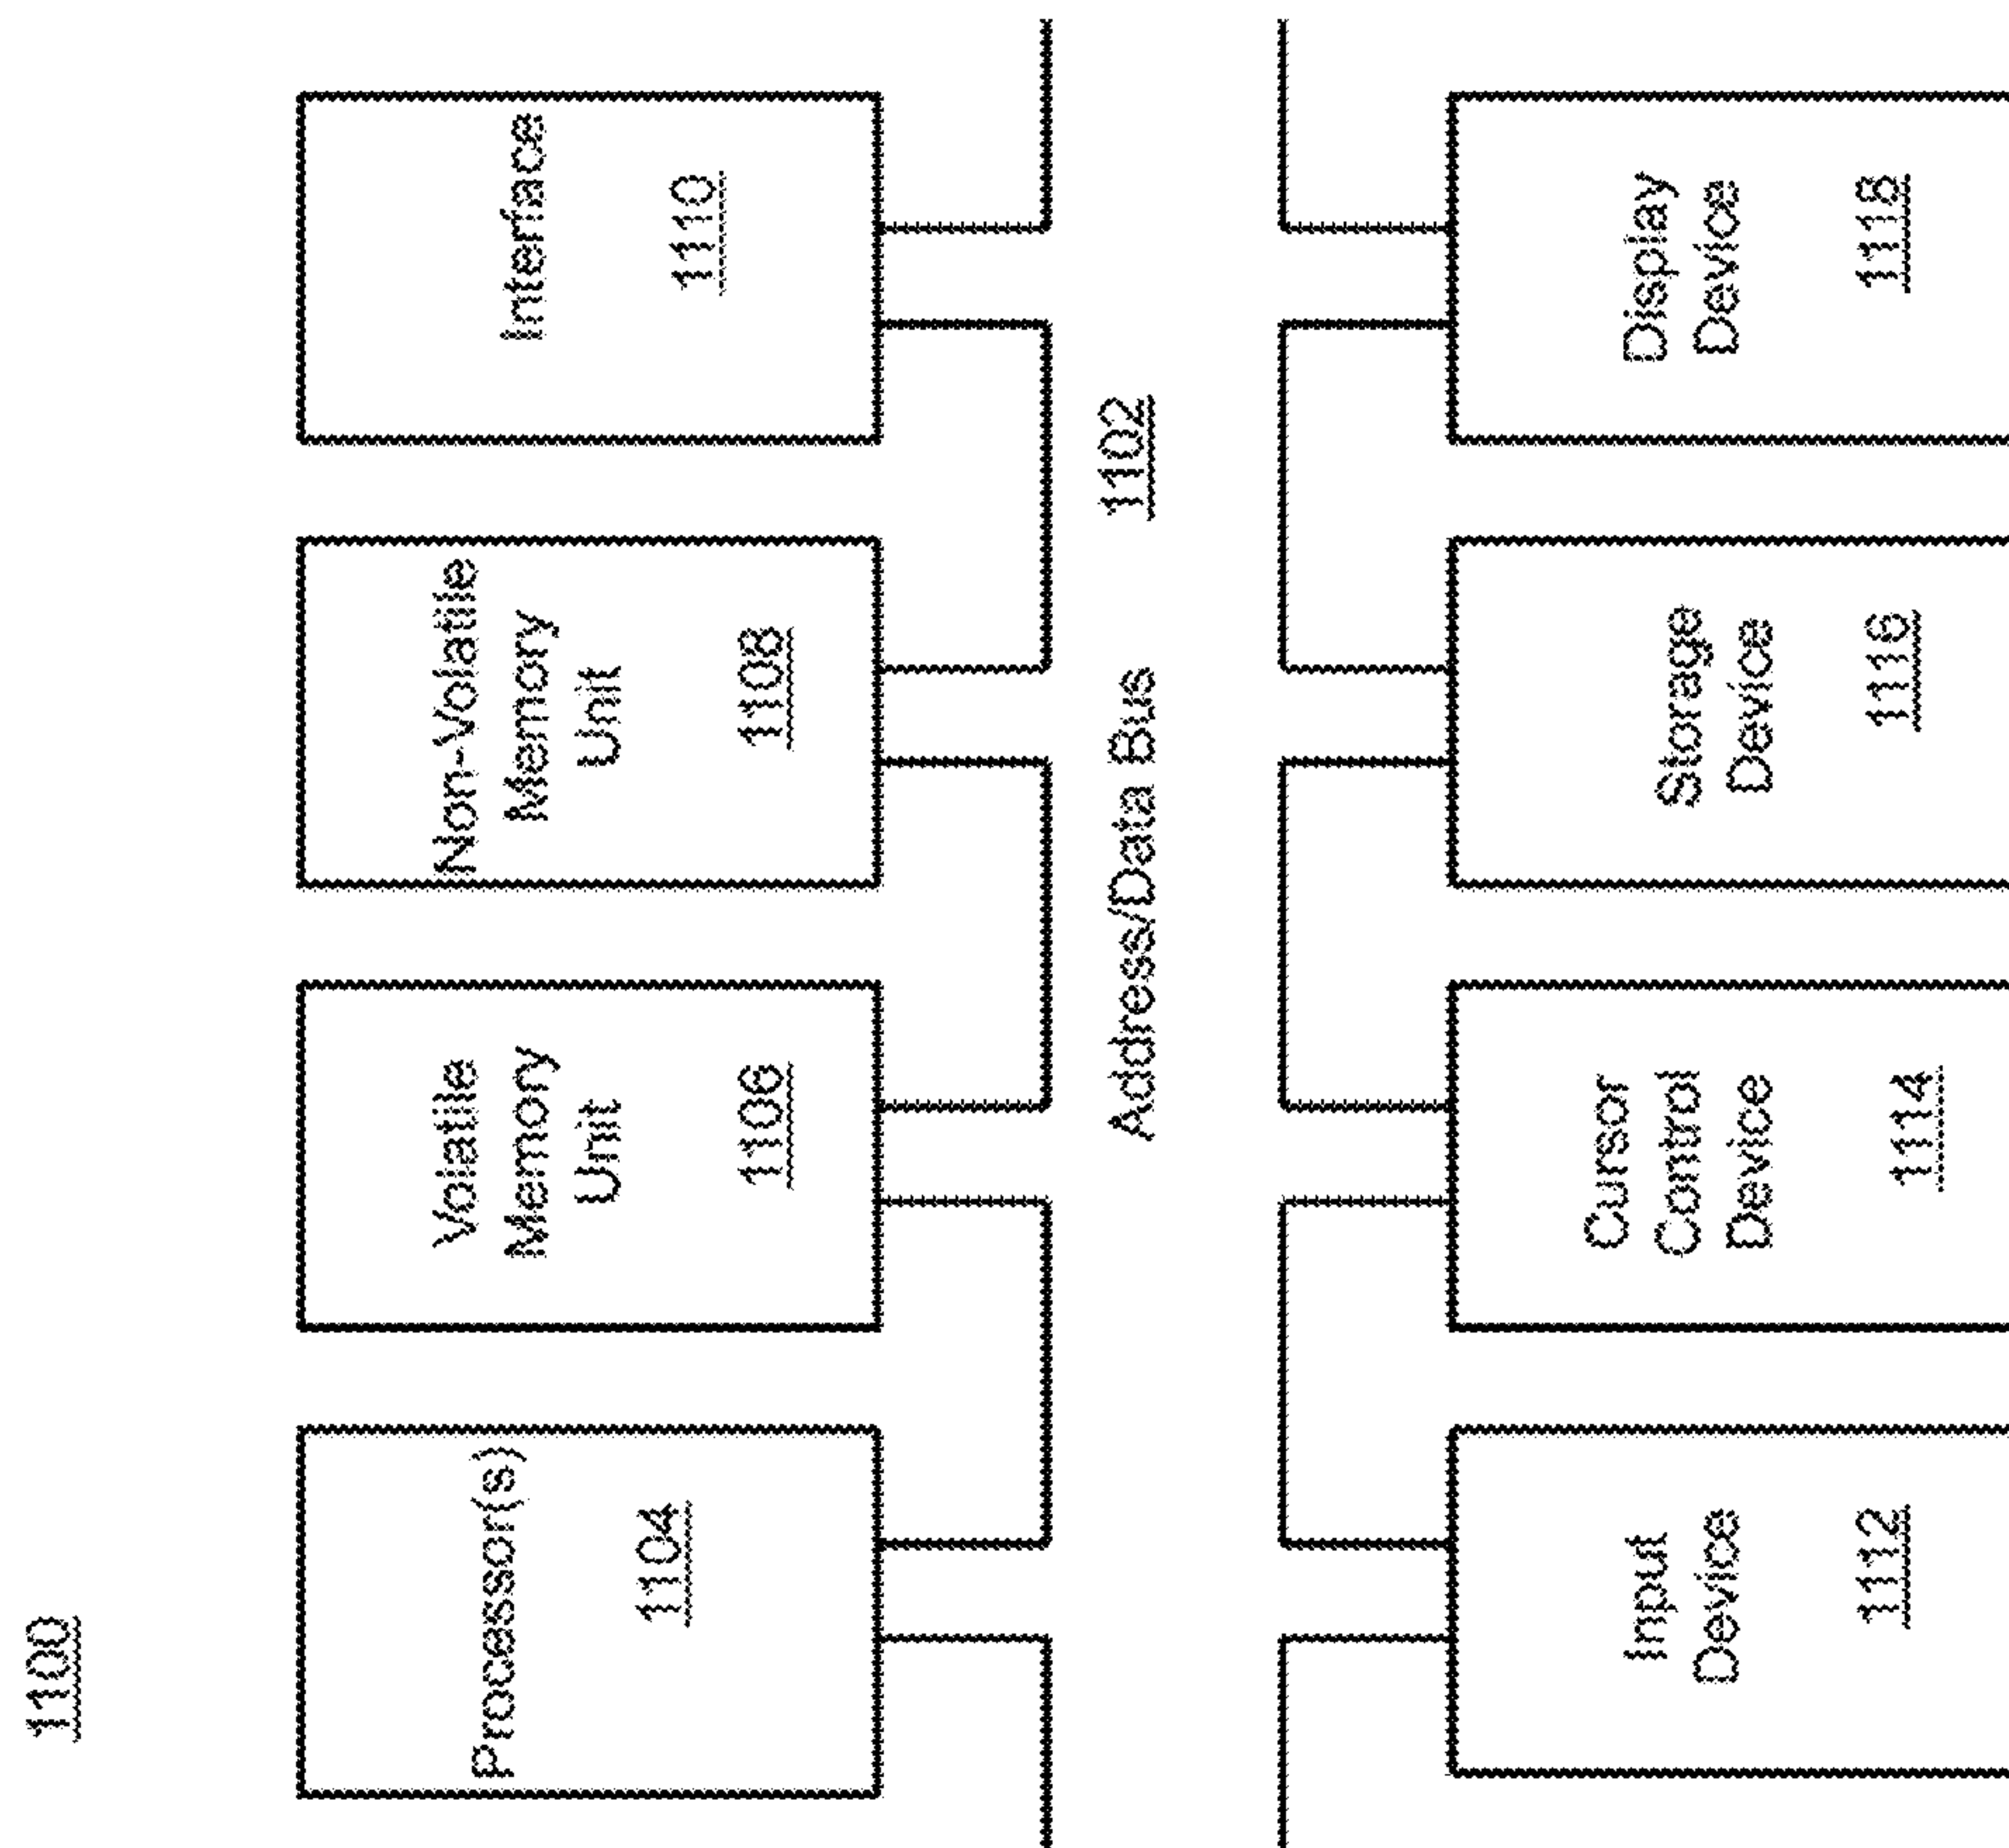 1100
Processor(s)
1104
Volatile
Memory
Unit
1106
Non-Volatile
Memory
Unit
1108
Interface
1110
Address/Data Bus 1102
Input
Device
1112
Cursor
Control
Device
1114
Storage
Device
1116
Display
Device
1118